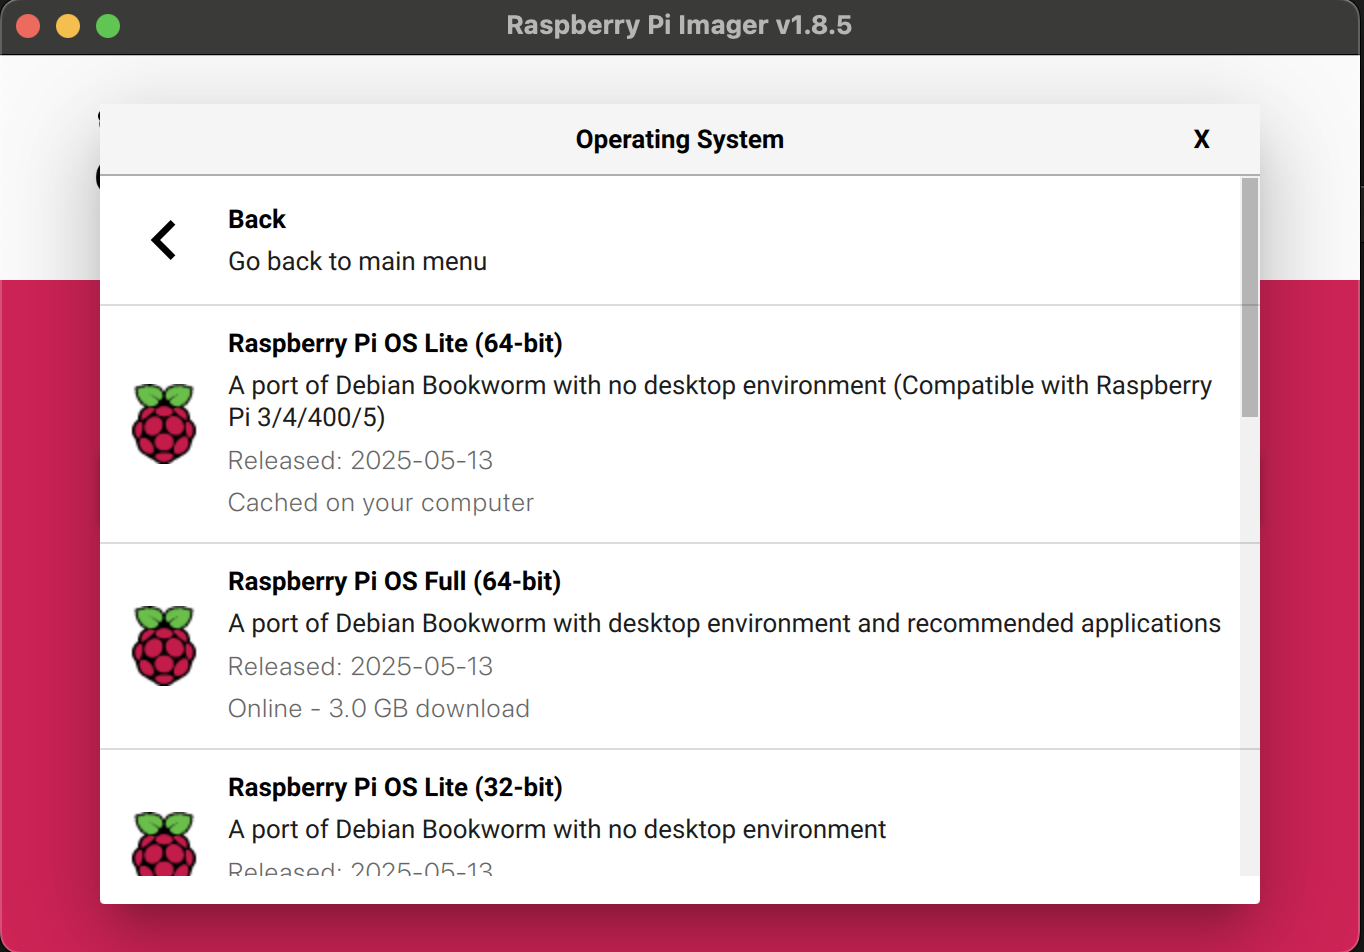 Raspberry Pi Imager v1.8.5
Operating System
X
Back
Go back to main menu
Raspberry Pi OS Lite (64-bit)
A port of Debian Bookworm with no desktop environment (Compatible with Raspberry
Pi 3/4/400/5)
Released: 2025-05-13
Cached on your computer
Raspberry Pi OS Full (64-bit)
A port of Debian Bookworm with desktop environment and recommended applications
Released: 2025-05-13
Online - 3.0 GB download
Raspberry Pi OS Lite (32-bit)
A port of Debian Bookworm with no desktop environment
Released: 2025-05-13